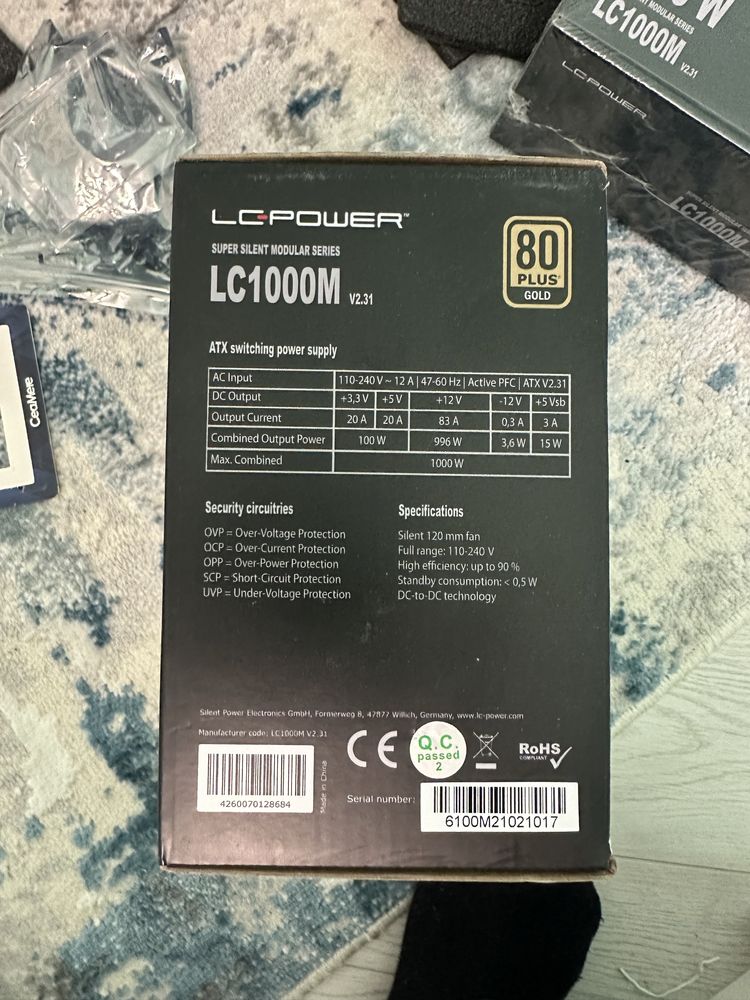 W
LC1000M V2.31
LC-POWER
LC1000M
CeaMere
LC-POWER™
SUPER SILENT MODULAR SERIES
LC1000M V2.31
80
PLUS®
GOLD
ATX switching power supply
AC Input 110-240 V ~ 12 A | 47-60 Hz | Active PFC | ATX V2.31
DC Output +3,3 V +5 V +12 V -12 V +5 Vsb
Output Current 20 A 20 A 83 A 0,3 A 3 A
Combined Output Power 100 W 996 W 3,6 W 15 W
Max. Combined 1000 W
Security circuitries
OVP = Over-Voltage Protection
OCP = Over-Current Protection
OPP = Over-Power Protection
SCP = Short-Circuit Protection
UVP = Under-Voltage Protection
Specifications
Silent 120 mm fan
Full range: 110-240 V
High efficiency: up to 90 %
Standby consumption: < 0,5 W
DC-to-DC technology
Silent Power Electronics GmbH, Formerweg 8, 47877 Willich, Germany, www.lc-power.com
Manufacturer code: LC1000M V2.31
4260070128684
Made in China
CE
Q.C.
passed
2
RoHS
COMPLIANT
Serial number:
6100M21021017